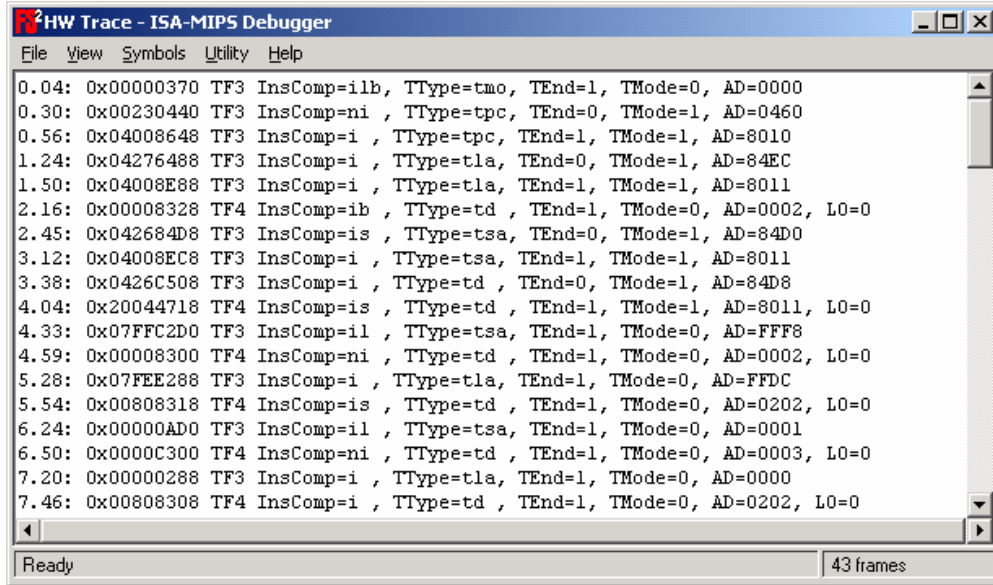 FS2 HW Trace - ISA-MIPS Debugger
File View Symbols Utility Help
0.04: 0x00000370 TF3 InsComp=ilb, TType=tmo, TEnd=1, TMode=0, AD=0000
0.30: 0x00230440 TF3 InsComp=ni , TType=tpc, TEnd=0, TMode=1, AD=0460
0.56: 0x04008648 TF3 InsComp=i , TType=tpc, TEnd=1, TMode=1, AD=8010
1.24: 0x04276488 TF3 InsComp=i , TType=tla, TEnd=0, TMode=1, AD=84EC
1.50: 0x04008E88 TF3 InsComp=i , TType=tla, TEnd=1, TMode=1, AD=8011
2.16: 0x00008328 TF4 InsComp=ib , TType=td , TEnd=1, TMode=0, AD=0002, L0=0
2.45: 0x042684D8 TF3 InsComp=is , TType=tsa, TEnd=0, TMode=1, AD=84D0
3.12: 0x04008EC8 TF3 InsComp=i , TType=tsa, TEnd=1, TMode=1, AD=8011
3.38: 0x0426C508 TF3 InsComp=i , TType=td , TEnd=0, TMode=1, AD=84D8
4.04: 0x20044718 TF4 InsComp=is , TType=td , TEnd=1, TMode=1, AD=8011, L0=0
4.33: 0x07FFC2D0 TF3 InsComp=il , TType=tsa, TEnd=1, TMode=0, AD=FFF8
4.59: 0x00008300 TF4 InsComp=ni , TType=td , TEnd=1, TMode=0, AD=0002, L0=0
5.28: 0x07FEE288 TF3 InsComp=i , TType=tla, TEnd=1, TMode=0, AD=FFDC
5.54: 0x00808318 TF4 InsComp=is , TType=td , TEnd=1, TMode=0, AD=0202, L0=0
6.24: 0x00000AD0 TF3 InsComp=il , TType=tsa, TEnd=1, TMode=0, AD=0001
6.50: 0x0000C300 TF4 InsComp=ni , TType=td , TEnd=1, TMode=0, AD=0003, L0=0
7.20: 0x00000288 TF3 InsComp=i , TType=tla, TEnd=1, TMode=0, AD=0000
7.46: 0x00808308 TF4 InsComp=i , TType=td , TEnd=1, TMode=0, AD=0202, L0=0
Ready 43 frames